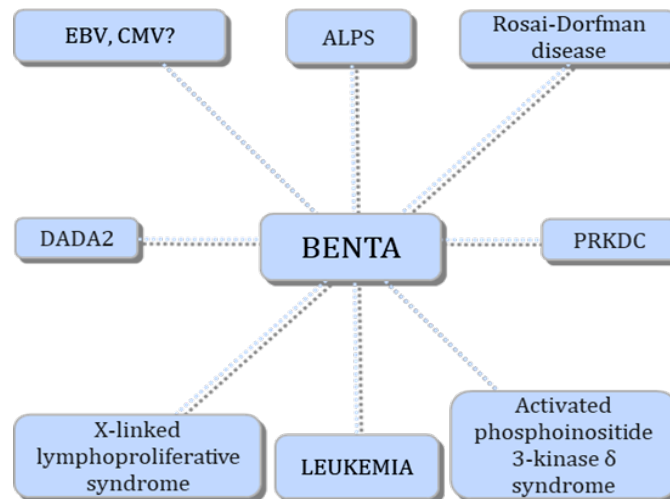 EBV, CMV?
ALPS
Rosai-Dorfman
disease
DADA2
BENTA
PRKDC
X-linked
lymphoproliferative
syndrome
LEUKEMIA
Activated
phosphoinositide
3-kinase δ
syndrome